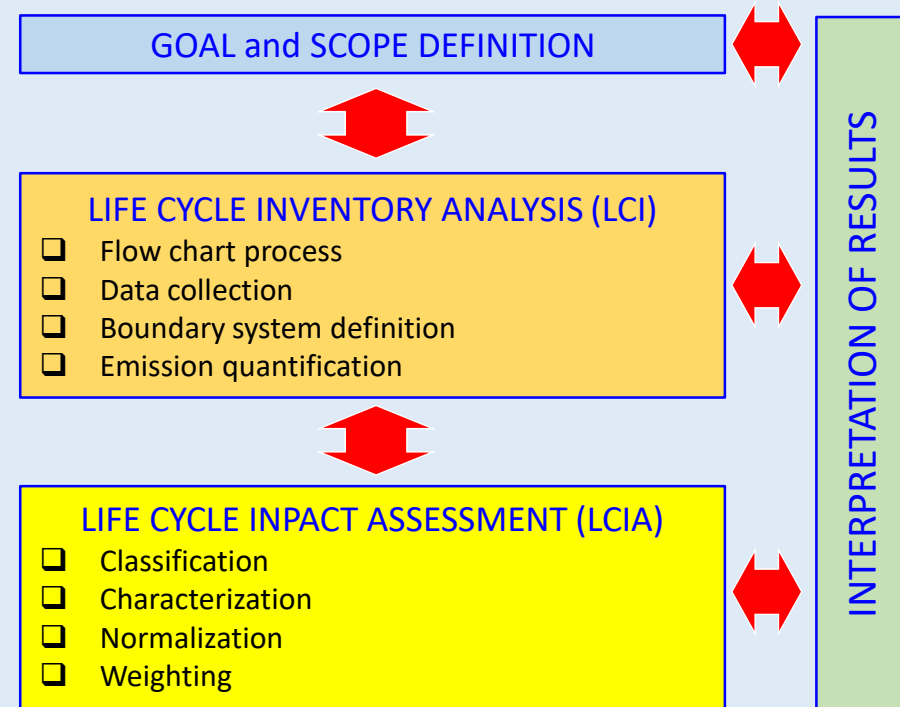 GOAL and SCOPE DEFINITION
LIFE CYCLE INVENTORY ANALYSIS (LCI)
Flow chart process
Data collection
Boundary system definition
Emission quantification
LIFE CYCLE INPACT ASSESSMENT (LCIA)
Classification
Characterization
Normalization
Weighting
INTERPRETATION OF RESULTS